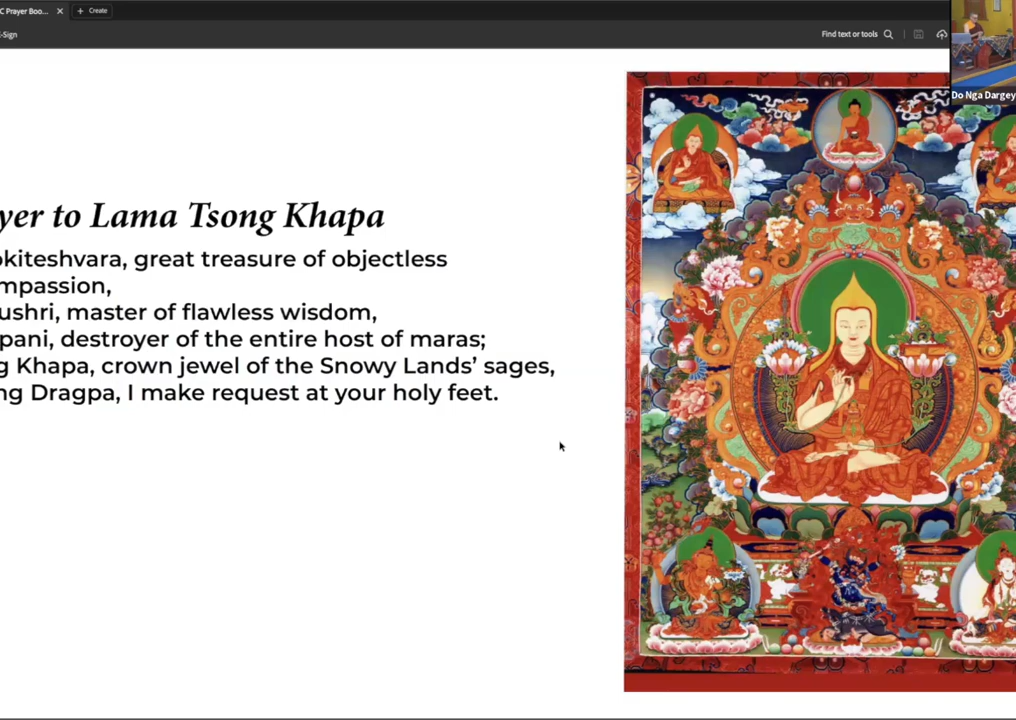 C Prayer Boo...
Create
-Sign
Find text or tools
Do Nga Dargey
yer to Lama Tsong Khapa
okiteshvara, great treasure of objectless
mpassion,
ushri, master of flawless wisdom,
pani, destroyer of the entire host of maras;
g Khapa, crown jewel of the Snowy Lands’ sages,
ng Dragpa, I make request at your holy feet.